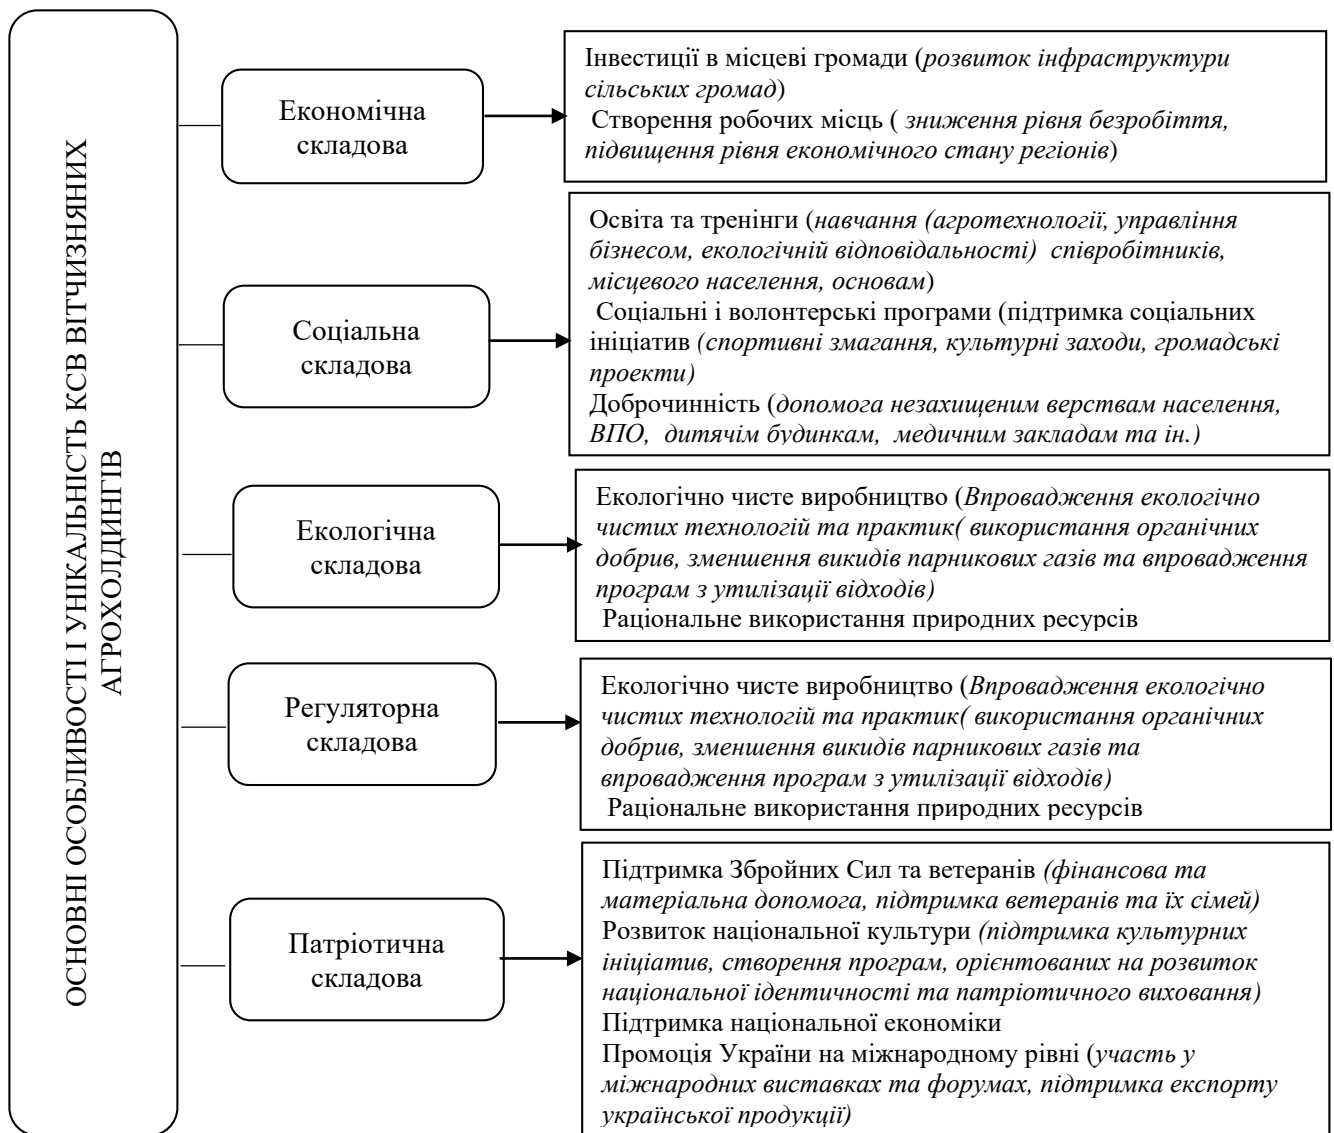 ОСНОВНІ ОСОБЛИВОСТІ І УНІКАЛЬНІСТЬ КСВ ВІТЧИЗНЯНИХ
АГРОХОЛДИНГІВ
Економічна
складова
Інвестиції в місцеві громади (розвиток інфраструктури
сільських громад)
Створення робочих місць ( зниження рівня безробіття,
підвищення рівня економічного стану регіонів)
Соціальна
складова
Освіта та тренінги (навчання (агротехнології, управління
бізнесом, екологічній відповідальності) співробітників,
місцевого населення, основам)
Соціальні і волонтерські програми (підтримка соціальних
ініціатив (спортивні змагання, культурні заходи, громадські
проекти)
Доброчинність (допомога незахищеним верствам населення,
ВПО, дитячім будинкам, медичним закладам та ін.)
Екологічна
складова
Екологічно чисте виробництво (Впровадження екологічно
чистих технологій та практик( використання органічних
добрив, зменшення викидів парникових газів та впровадження
програм з утилізації відходів)
Раціональне використання природних ресурсів
Регуляторна
складова
Екологічно чисте виробництво (Впровадження екологічно
чистих технологій та практик( використання органічних
добрив, зменшення викидів парникових газів та
впровадження програм з утилізації відходів)
Раціональне використання природних ресурсів
Патріотична
складова
Підтримка Збройних Сил та ветеранів (фінансова та
матеріальна допомога, підтримка ветеранів та їх сімей)
Розвиток національної культури (підтримка культурних
ініціатив, створення програм, орієнтованих на розвиток
національної ідентичності та патріотичного виховання)
Підтримка національної економіки
Промоція України на міжнародному рівні (участь у
міжнародних виставках та форумах, підтримка експорту
української продукції)